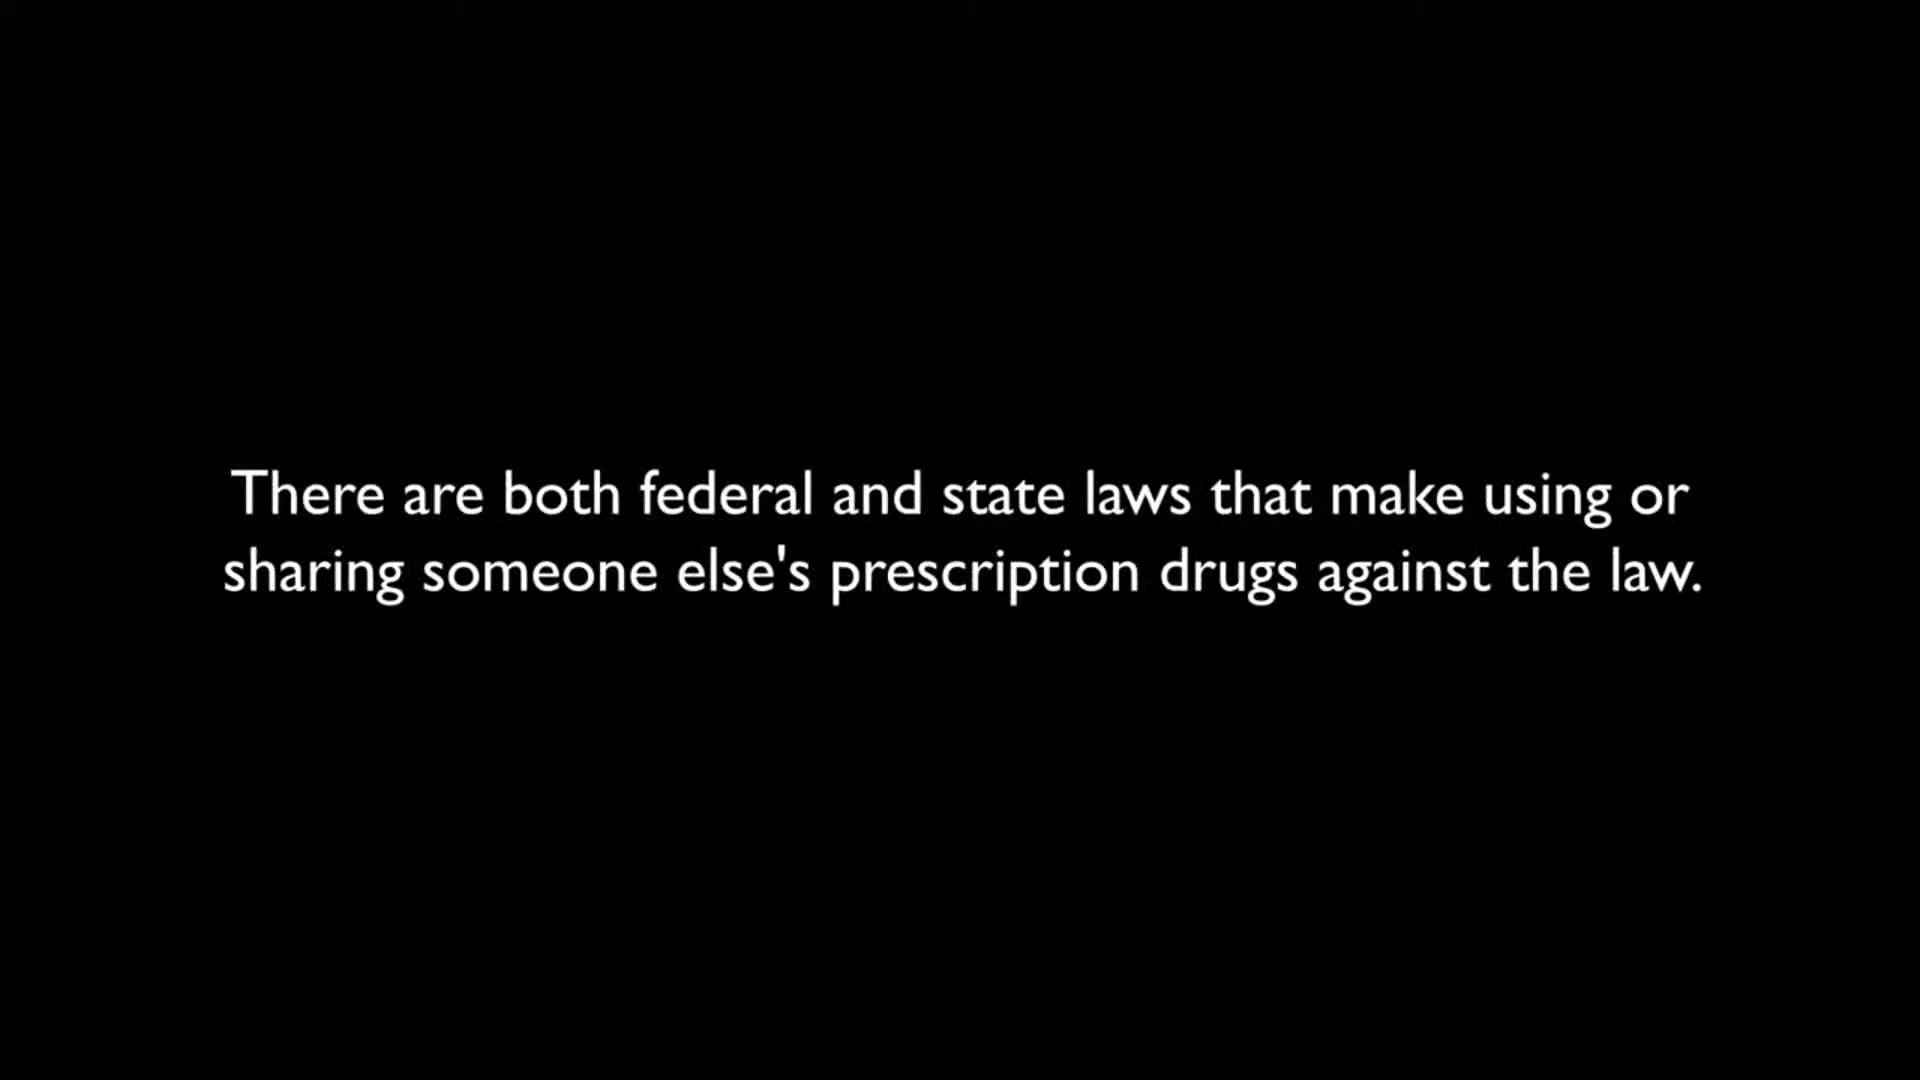 There are both federal and state laws that make using or
sharing someone else's prescription drugs against the law.